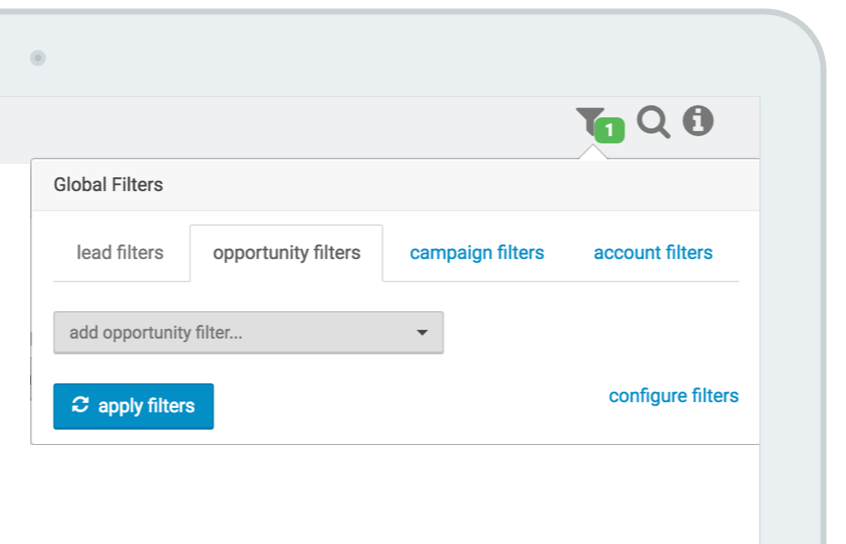 1
Global Filters
lead filters opportunity filters campaign filters account filters
add opportunity filter...
apply filters configure filters